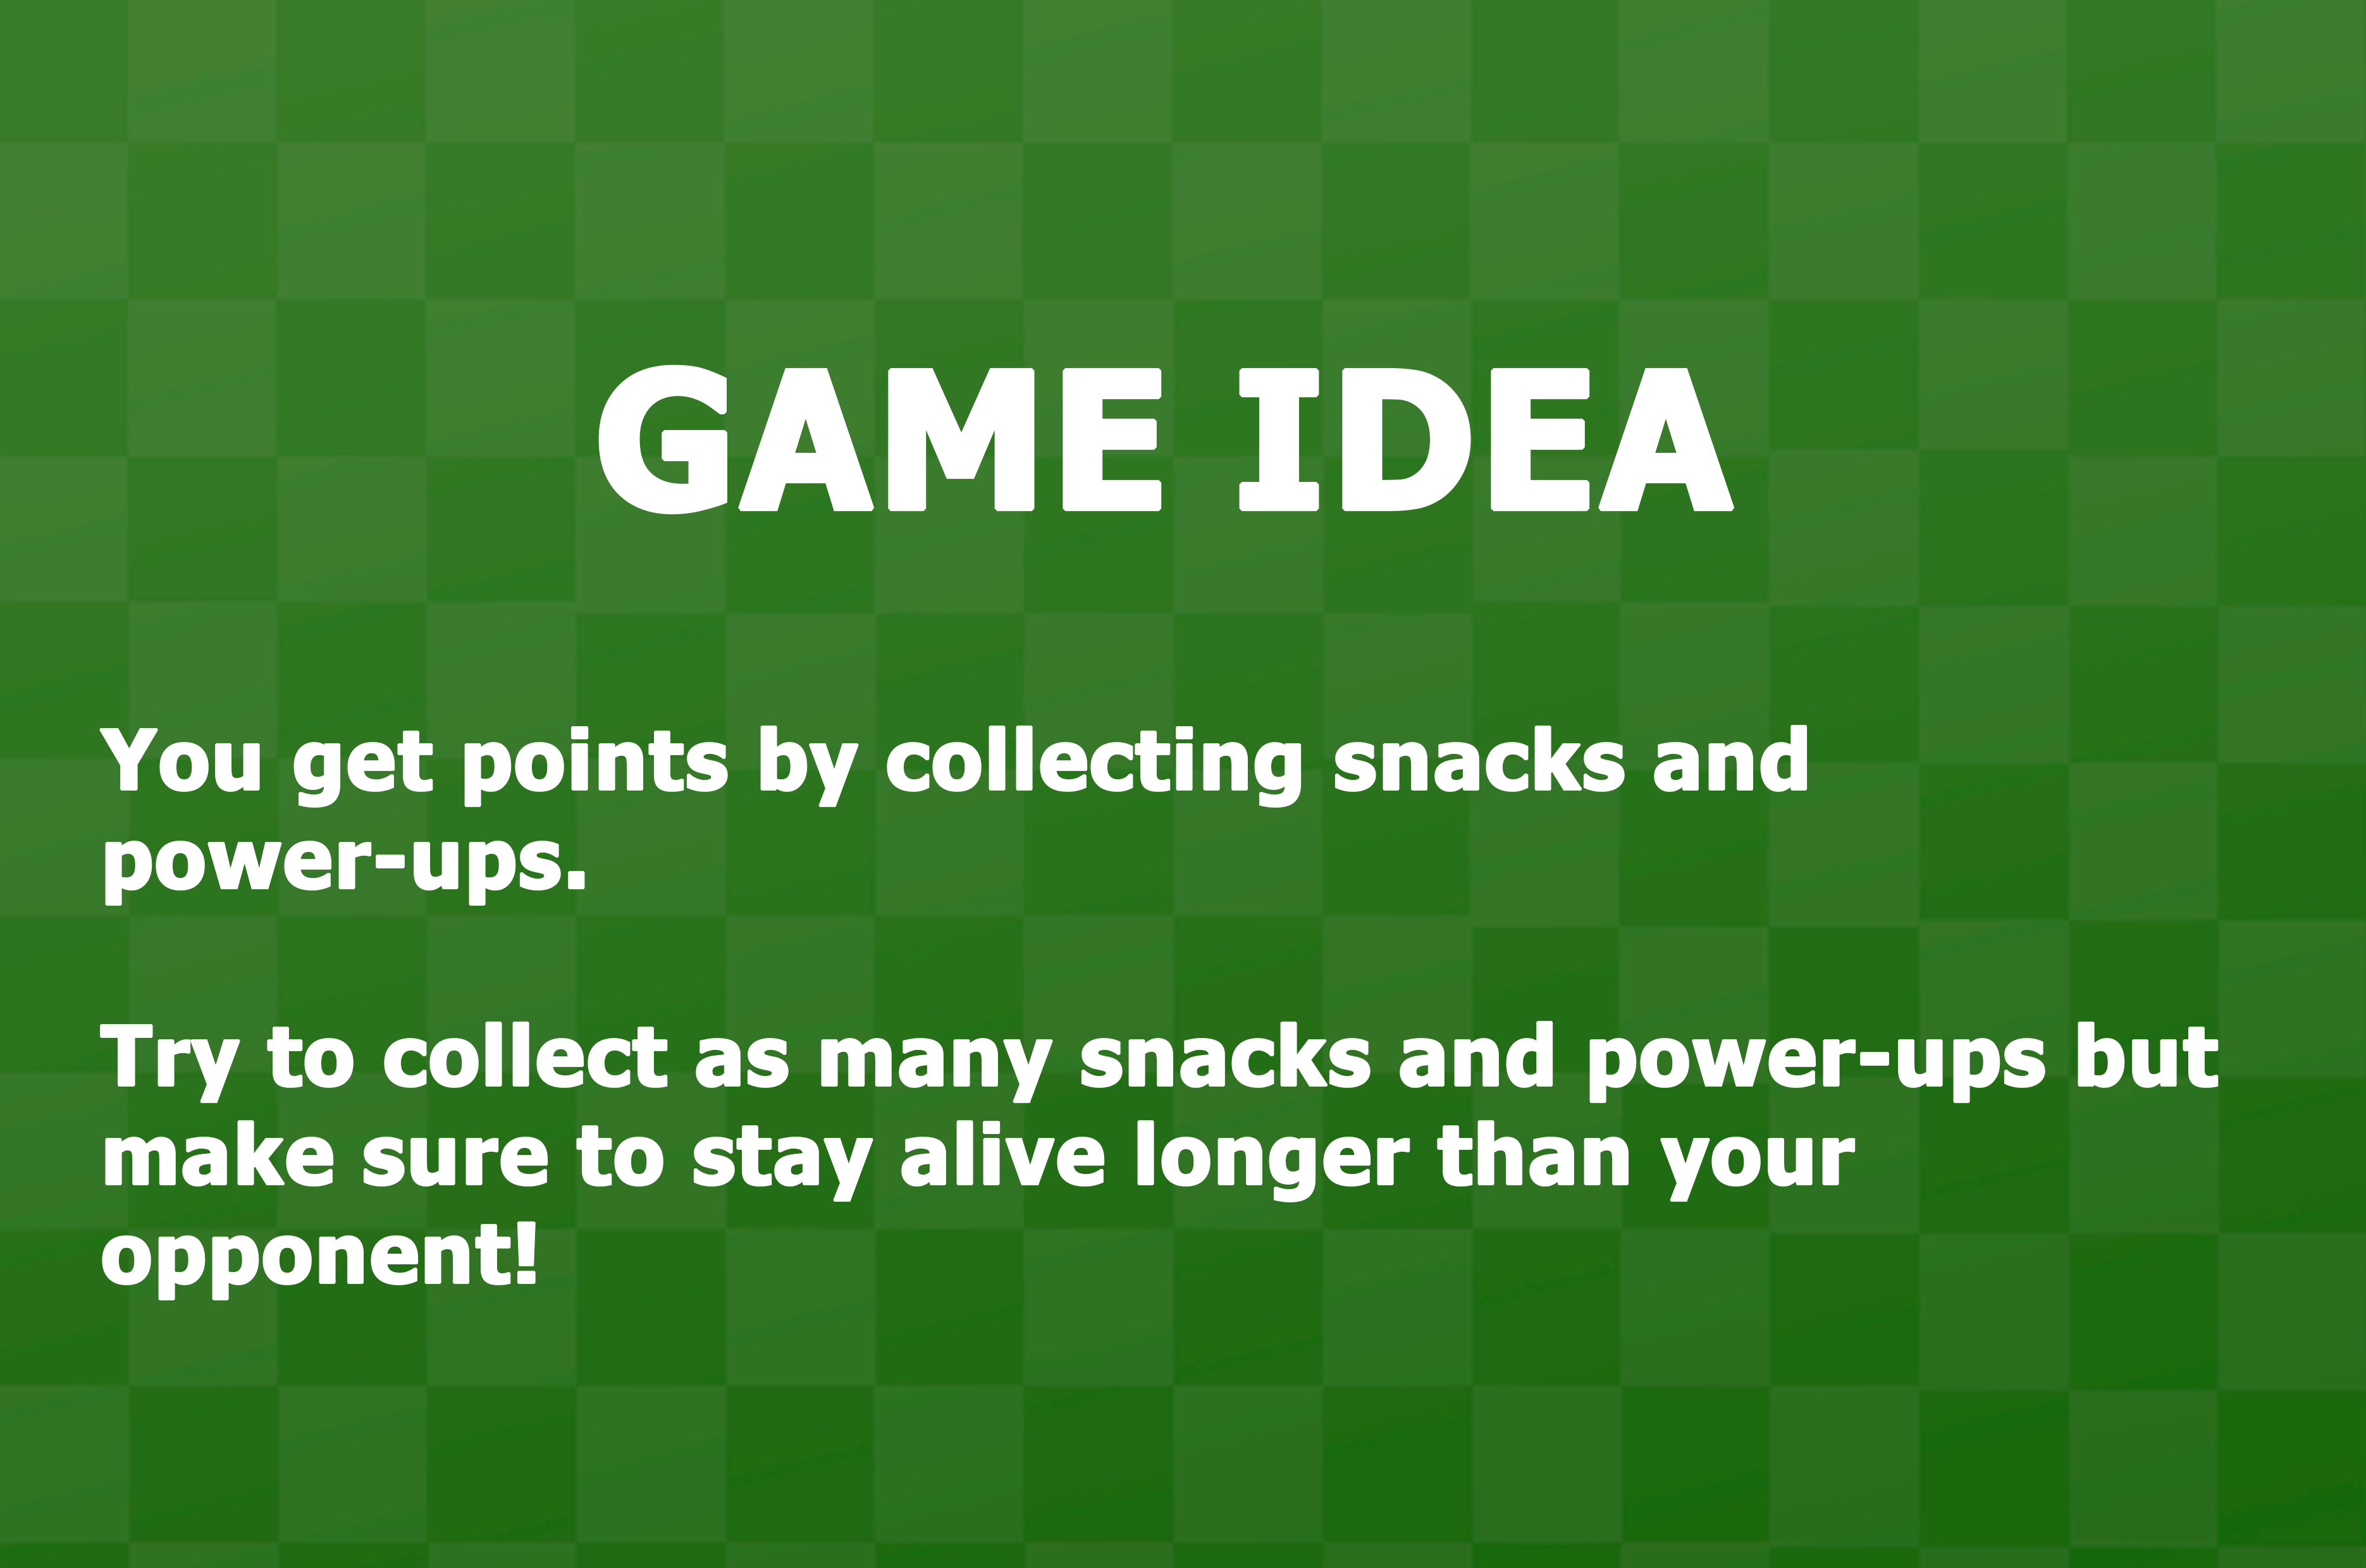 GAME IDEA
You get points by collecting snacks and
power-ups.
Try to collect as many snacks and power-ups but
make sure to stay alive longer than your
opponent!